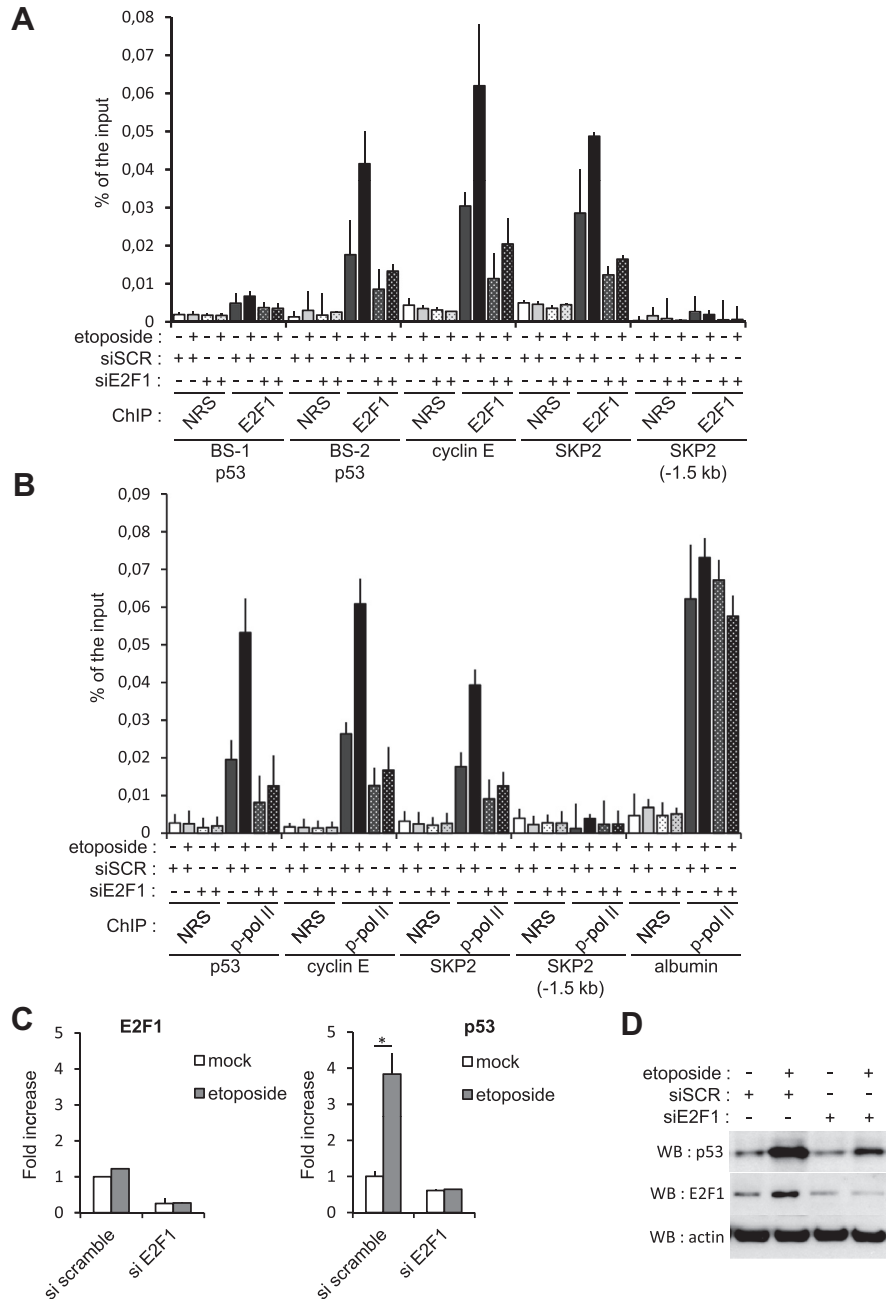 A
0,08
0,07
0,06
0,05
0,04
0,03
0,02
0,01
0
% of the input
etoposide : - + - + - + - + - + - + - + - + - + - + - + - + - + - + - + - + - + - + - + - +
siSCR : + + - - + + - - + + - - + + - - + + - - + + - - + + - - + + - - + + - - + + - -
siE2F1 : - - + + - - + + - - + + - - + + - - + + - - + + - - + + - - + + - - + + - - + +
ChIP : NRS E2F1 NRS E2F1 NRS E2F1 NRS E2F1 NRS E2F1
BS-1 BS-2 cyclin E SKP2 SKP2
p53 p53 (-1.5 kb)
B
0,09
0,08
0,07
0,06
0,05
0,04
0,03
0,02
0,01
0
% of the input
etoposide : - + - + - + - + - + - + - + - + - + - + - + - + - + - + - + - + - + - + - + - +
siSCR : + + - - + + - - + + - - + + - - + + - - + + - - + + - - + + - - + + - - + + - -
siE2F1 : - - + + - - + + - - + + - - + + - - + + - - + + - - + + - - + + - - + + - - + +
ChIP : NRS p-pol II NRS p-pol II NRS p-pol II NRS p-pol II NRS p-pol II
p53 cyclin E SKP2 SKP2 albumin
(-1.5 kb)
C
E2F1
5
4
3
2
1
0
Fold increase
mock
etoposide
si scramble
si E2F1
p53
5
4
3
2
1
0
Fold increase
*
mock
etoposide
si scramble
si E2F1
D
etoposide : - + - +
siSCR : + + - -
siE2F1 : - - + +
WB : p53
WB : E2F1
WB : actin